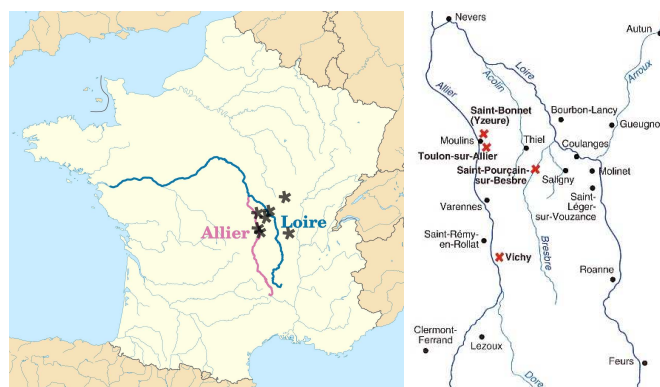 Allier
Loire
Nevers
Autun
Loire
Acolin
Arroux
Allier
Saint-Bonnet
(Yzeure)
Bourbon-Lancy
Gueugnon
Moulins
Thiel
Coulanges
Toulon-sur-Allier
Saint-Pourçain-
sur-Besbre
Saligny
Molinet
Saint-
Léger-
sur-Vouzance
Varennes
Saint-Rémy-
en-Rollat
Bresbre
Vichy
Roanne
Clermont-
Ferrand
Lezoux
Dore
Feurs